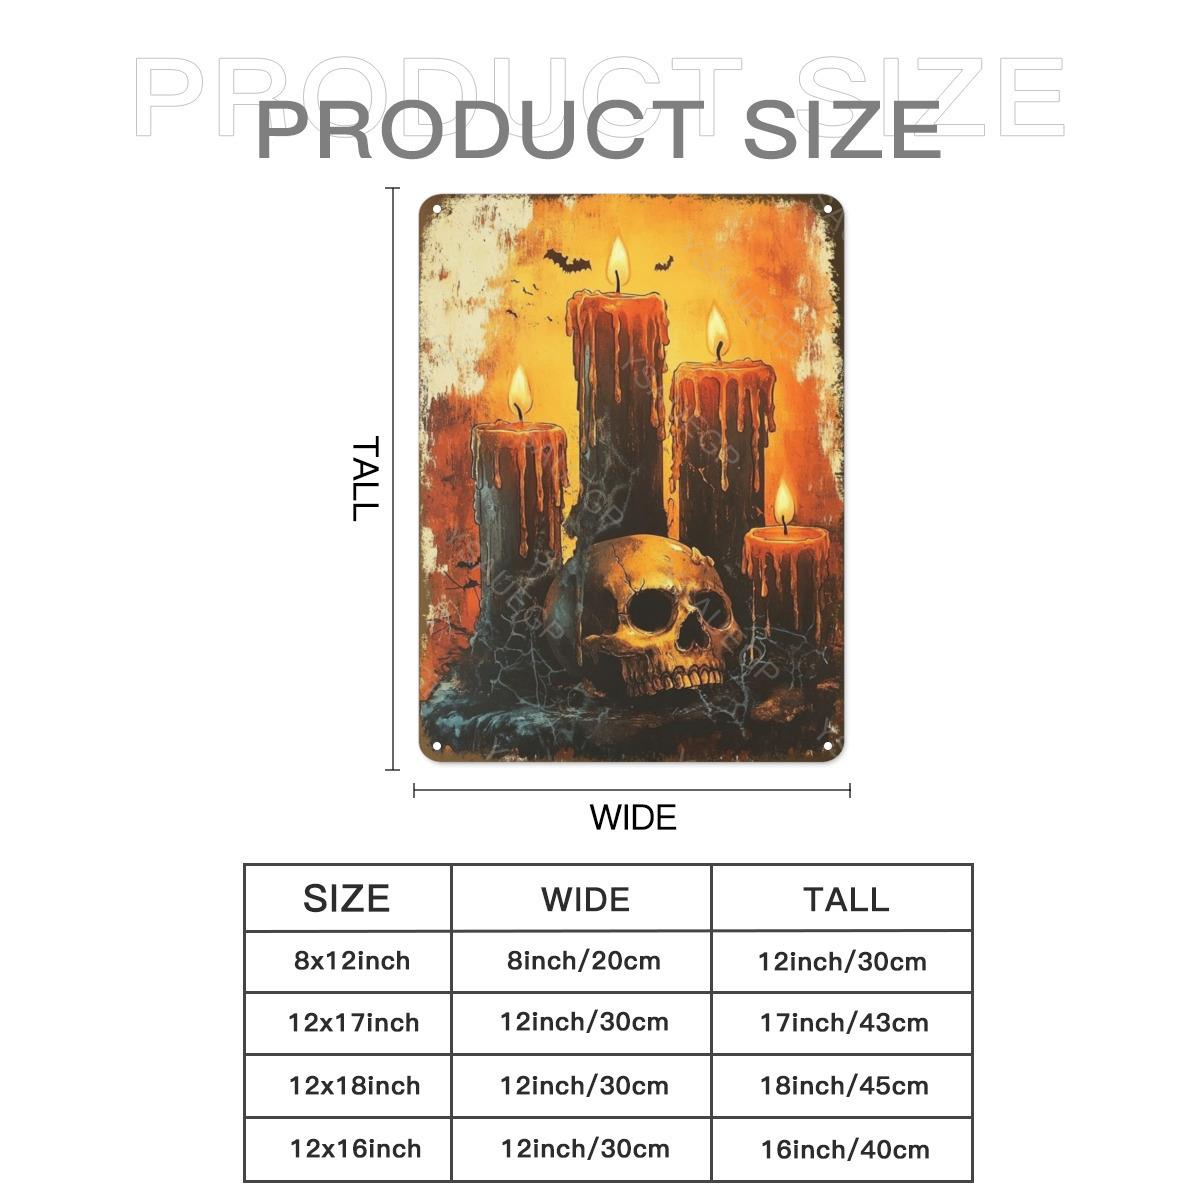 PRODUCT SIZE
PRODUCT SIZE
TALL
WIDE
SIZE WIDE TALL
8x12inch 8inch/20cm 12inch/30cm
12x17inch 12inch/30cm 17inch/43cm
12x18inch 12inch/30cm 18inch/45cm
12x16inch 12inch/30cm 16inch/40cm